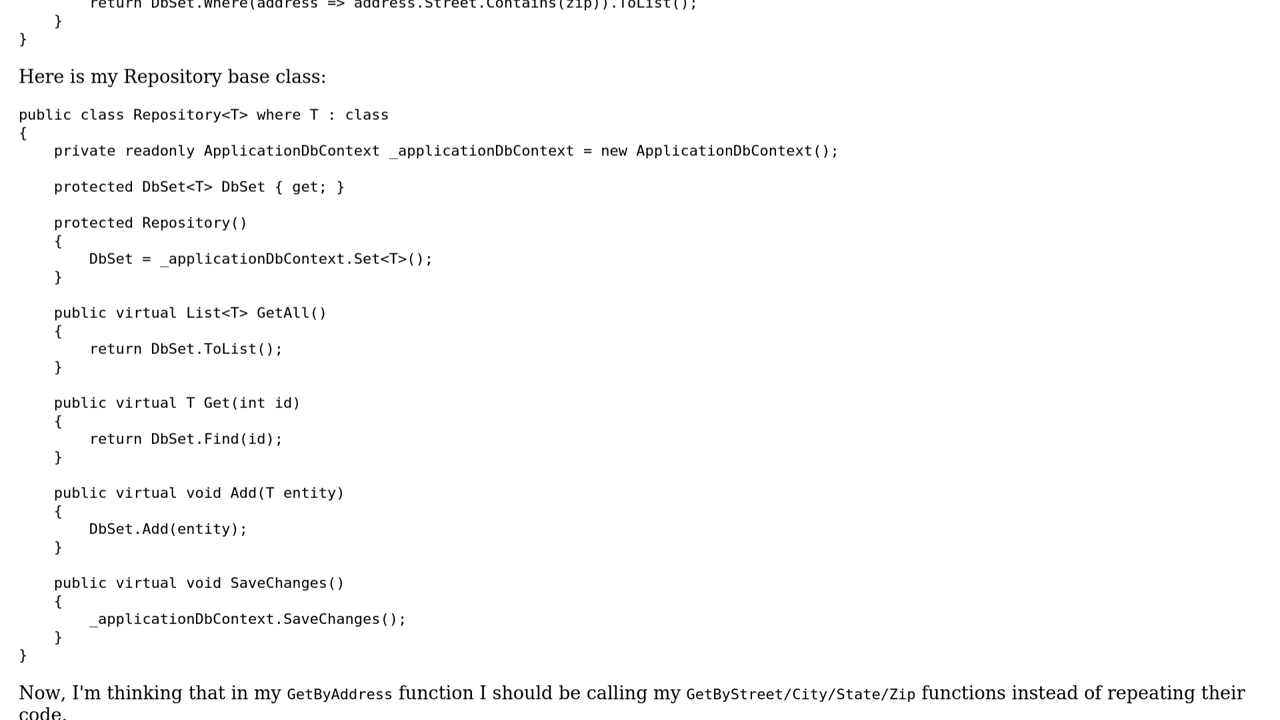 return DbSet.Where(address => address.Street.Contains(zip)).ToList();
    }
}
Here is my Repository base class:
public class Repository<T> where T : class
{
    private readonly ApplicationDbContext _applicationDbContext = new ApplicationDbContext();
    protected DbSet<T> DbSet { get; }
    protected Repository()
    {
        DbSet = _applicationDbContext.Set<T>();
    }
    public virtual List<T> GetAll()
    {
        return DbSet.ToList();
    }
    public virtual T Get(int id)
    {
        return DbSet.Find(id);
    }
    public virtual void Add(T entity)
    {
        DbSet.Add(entity);
    }
    public virtual void SaveChanges()
    {
        _applicationDbContext.SaveChanges();
    }
}
Now, I'm thinking that in my GetByAddress function I should be calling my GetByStreet/City/State/Zip functions instead of repeating their
code.